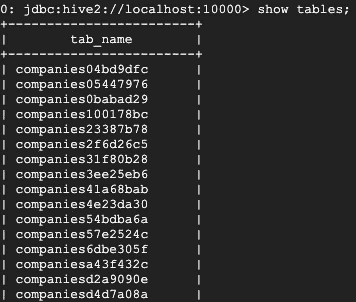 0: jdbc:hive2://localhost:10000> show tables;
+------------------------+
| tab_name |
+------------------------+
| companies04bd9dfc |
| companies05447976 |
| companies0babad29 |
| companies100178bc |
| companies23387b78 |
| companies2f6d26c5 |
| companies31f80b28 |
| companies3ee25eb6 |
| companies41a68bab |
| companies4e23da30 |
| companies54bdba6a |
| companies57e2524c |
| companies6dbe305f |
| companiesa43f432c |
| companiesd2a9090e |
| companiesd4d7a08a |